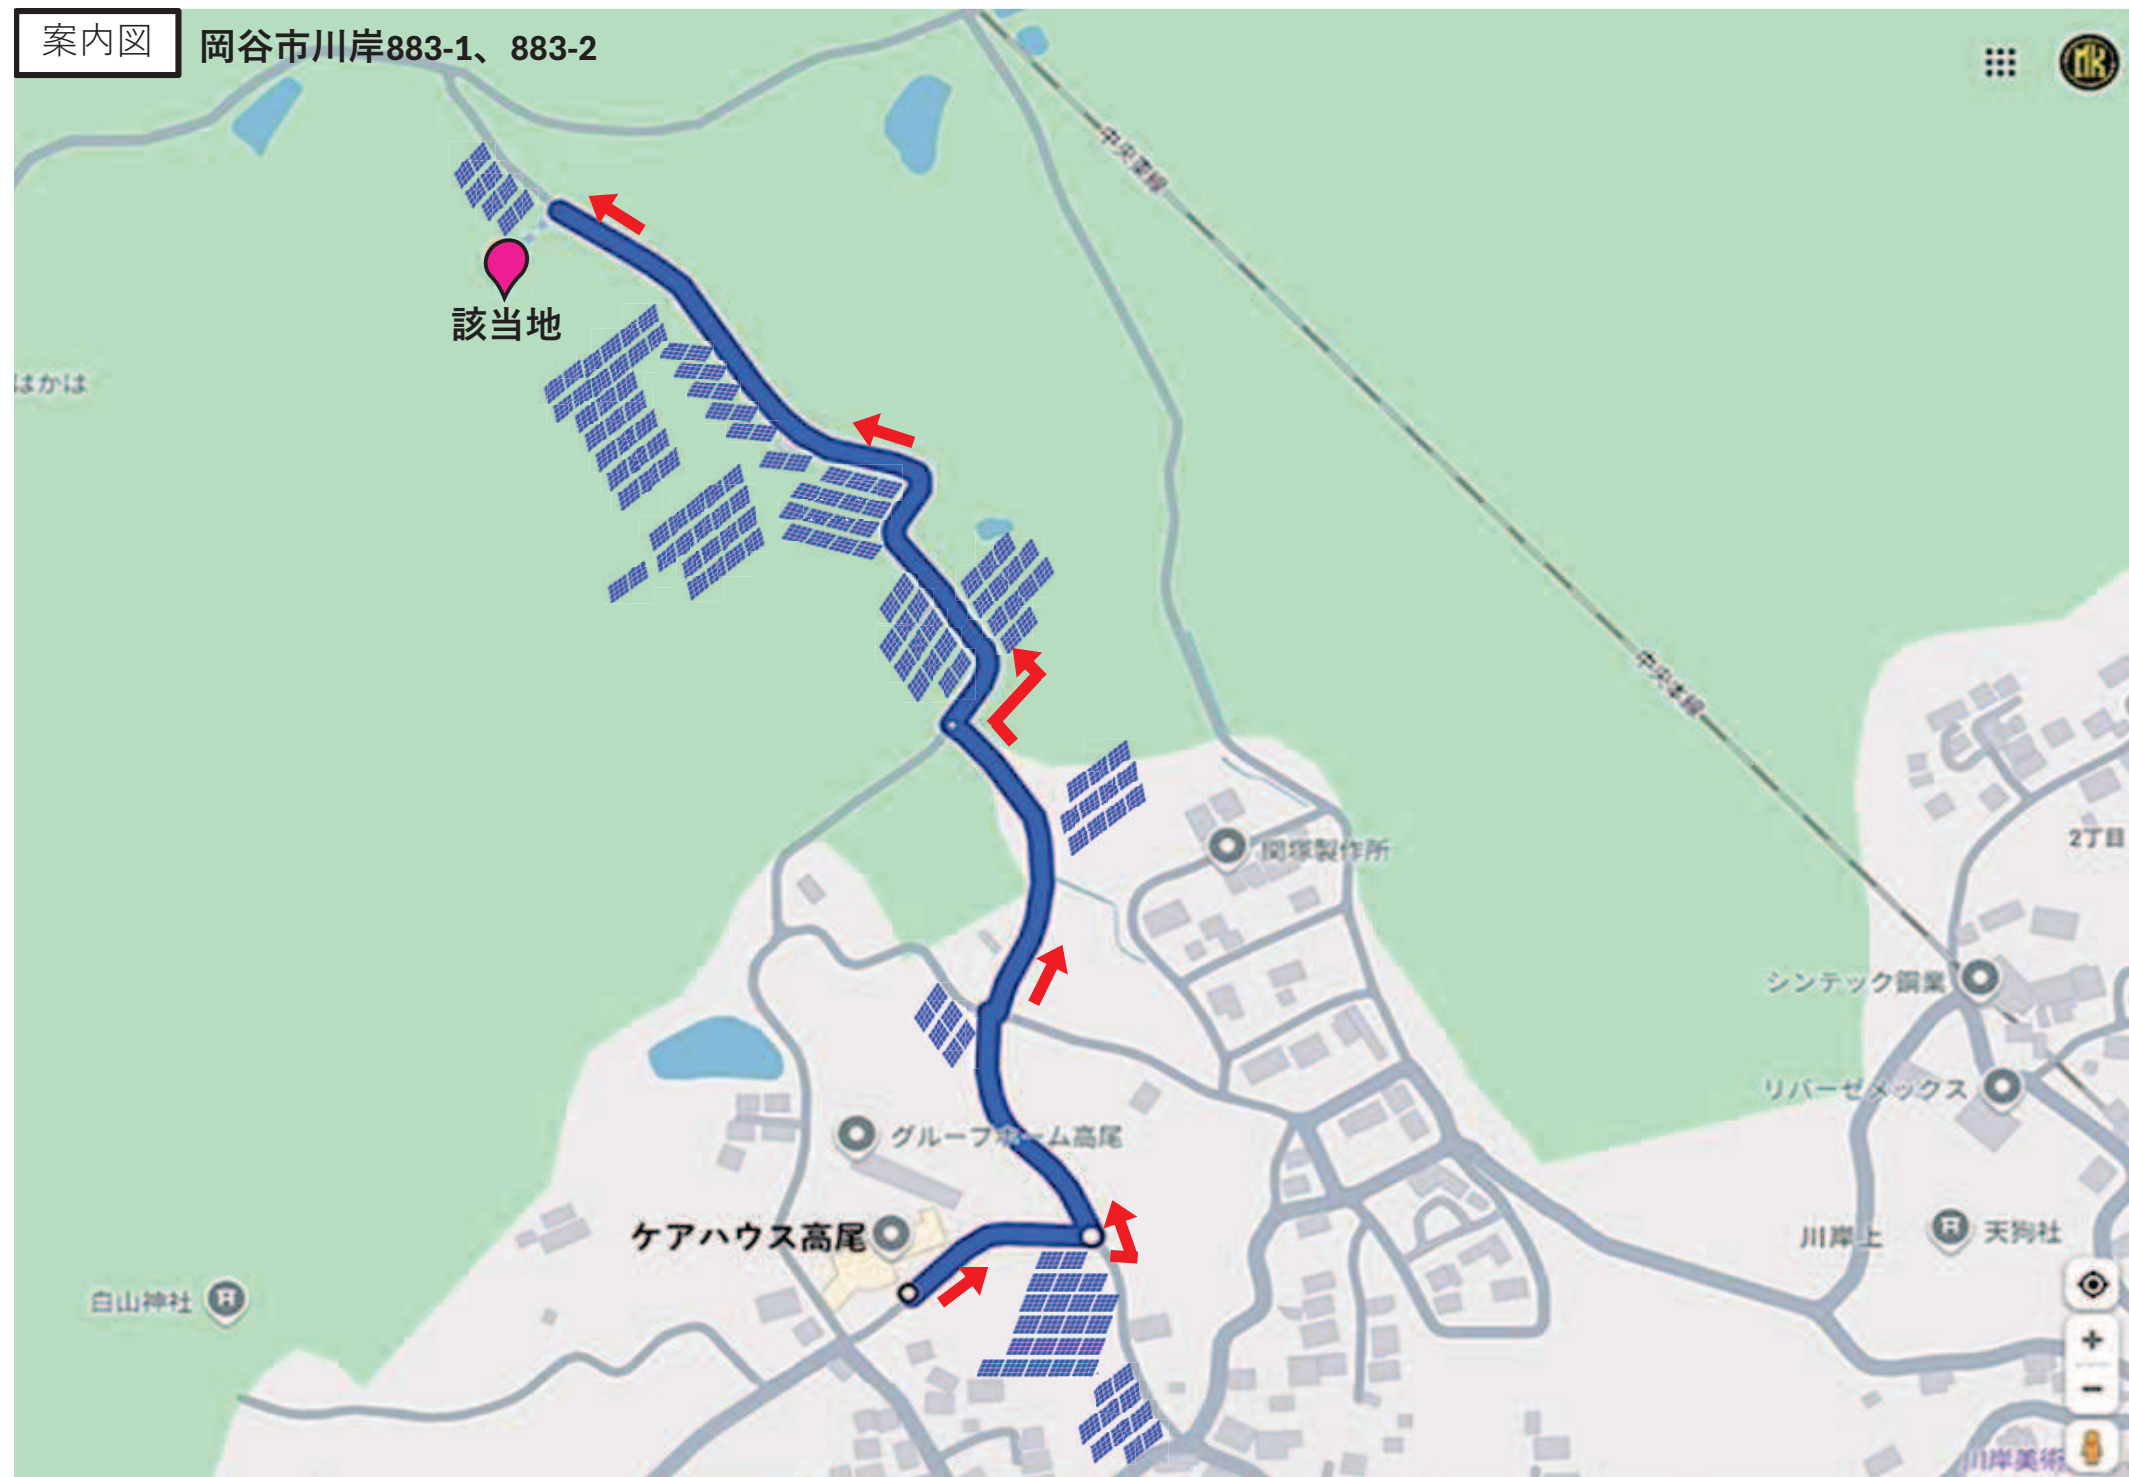 案内図
岡谷市川岸883-1、883-2
中央東線
該当地
はかは
中央本線
2丁目
関塚製作所
シンテック鋼業
リバーゼメックス
グループホーム高尾
ケアハウス高尾
川岸上
天狗社
白山神社
川岸美術